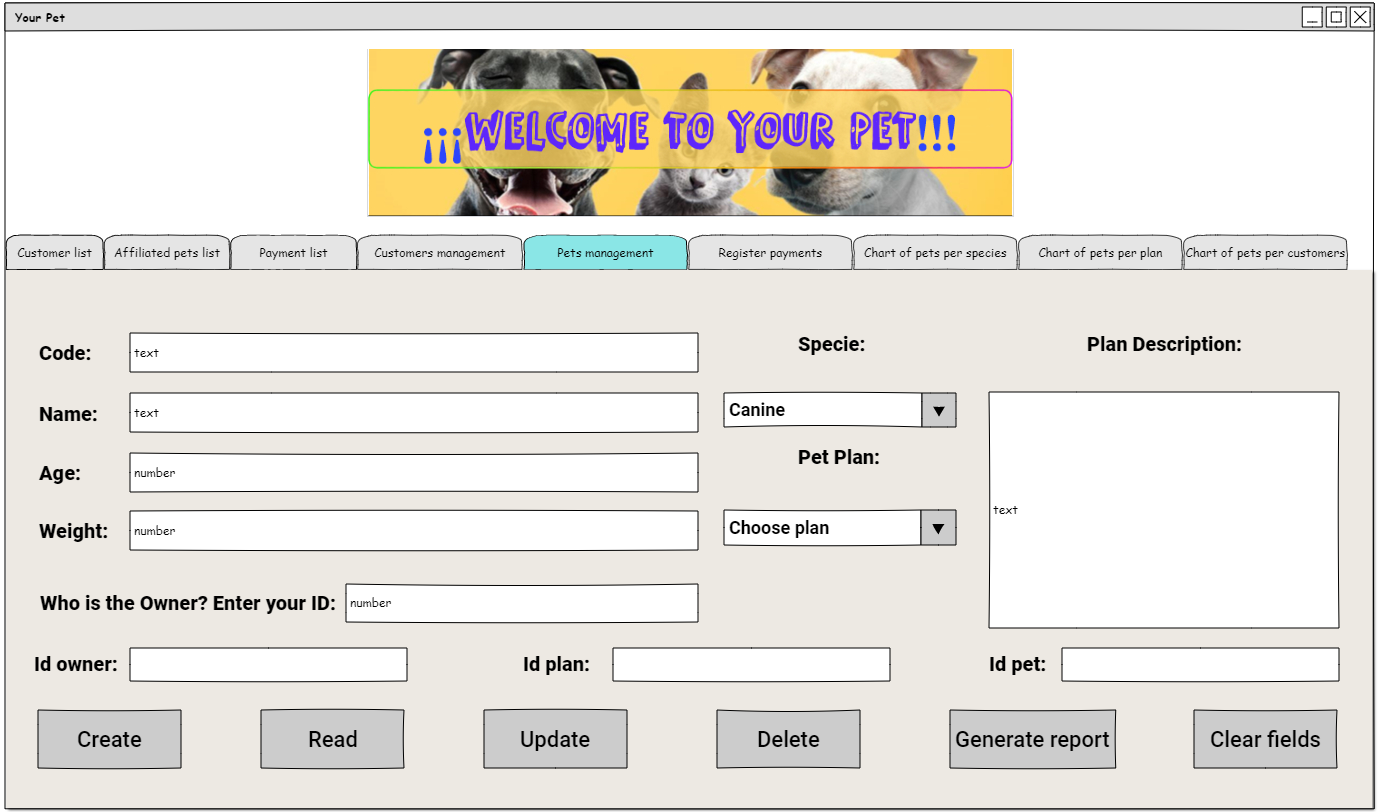 Your Pet
¡¡¡WELCOME TO YOUR PET!!!
Customer list
Affiliated pets list
Payment list
Customers management
Pets management
Register payments
Chart of pets per species
Chart of pets per plan
Chart of pets per customers
Code:
text
Specie:
Plan Description:
Name:
text
Canine
Pet Plan:
Age:
number
Weight:
number
Choose plan
text
Who is the Owner? Enter your ID:
number
Id owner:
Id plan:
Id pet:
Create
Read
Update
Delete
Generate report
Clear fields